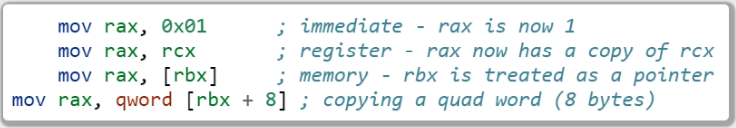 mov rax, 0x01 ; immediate - rax is now 1
mov rax, rcx ; register - rax now has a copy of rcx
mov rax, [rbx] ; memory - rbx is treated as a pointer
mov rax, qword [rbx + 8] ; copying a quad word (8 bytes)